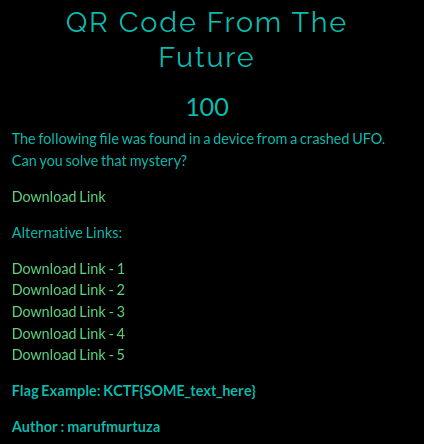 QR Code From The
Future
100
The following file was found in a device from a crashed UFO.
Can you solve that mystery?
Download Link
Alternative Links:
Download Link - 1
Download Link - 2
Download Link - 3
Download Link - 4
Download Link - 5
Flag Example: KCTF{SOME_text_here}
Author : marufmurtuza